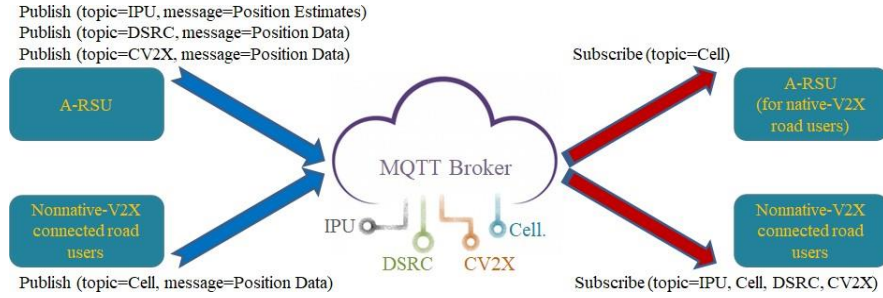 Publish (topic=IPU, message=Position Estimates)
Publish (topic=DSRC, message=Position Data)
Publish (topic=CV2X, message=Position Data)
Subscribe (topic=Cell)
A-RSU
A-RSU
(for native-V2X
road users)
MQTT Broker
IPU
DSRC
CV2X
Cell.
Nonnative-V2X
connected road
users
Nonnative-V2X
connected road
users
Publish (topic=Cell, message=Position Data)
Subscribe (topic=IPU, Cell, DSRC, CV2X)